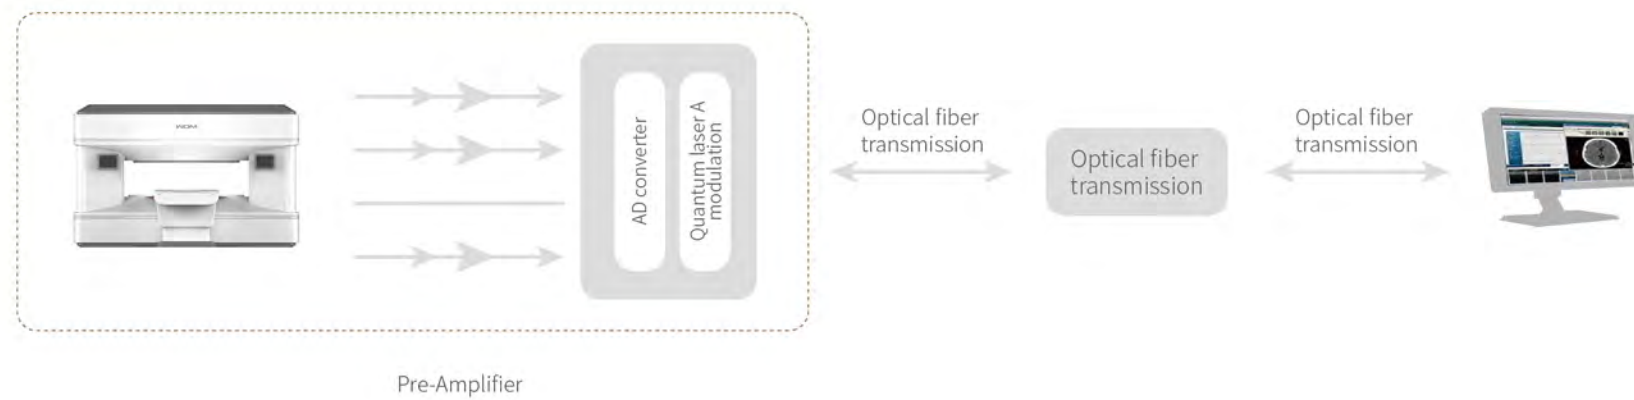 AD converter
Quantum laser A
modulation
Optical fiber
transmission
Optical fiber
transmission
Optical fiber
transmission
Pre-Amplifier